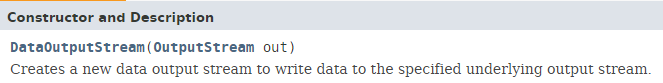 Constructor and Description
DataOutputStream(OutputStream out)
Creates a new data output stream to write data to the specified underlying output stream.